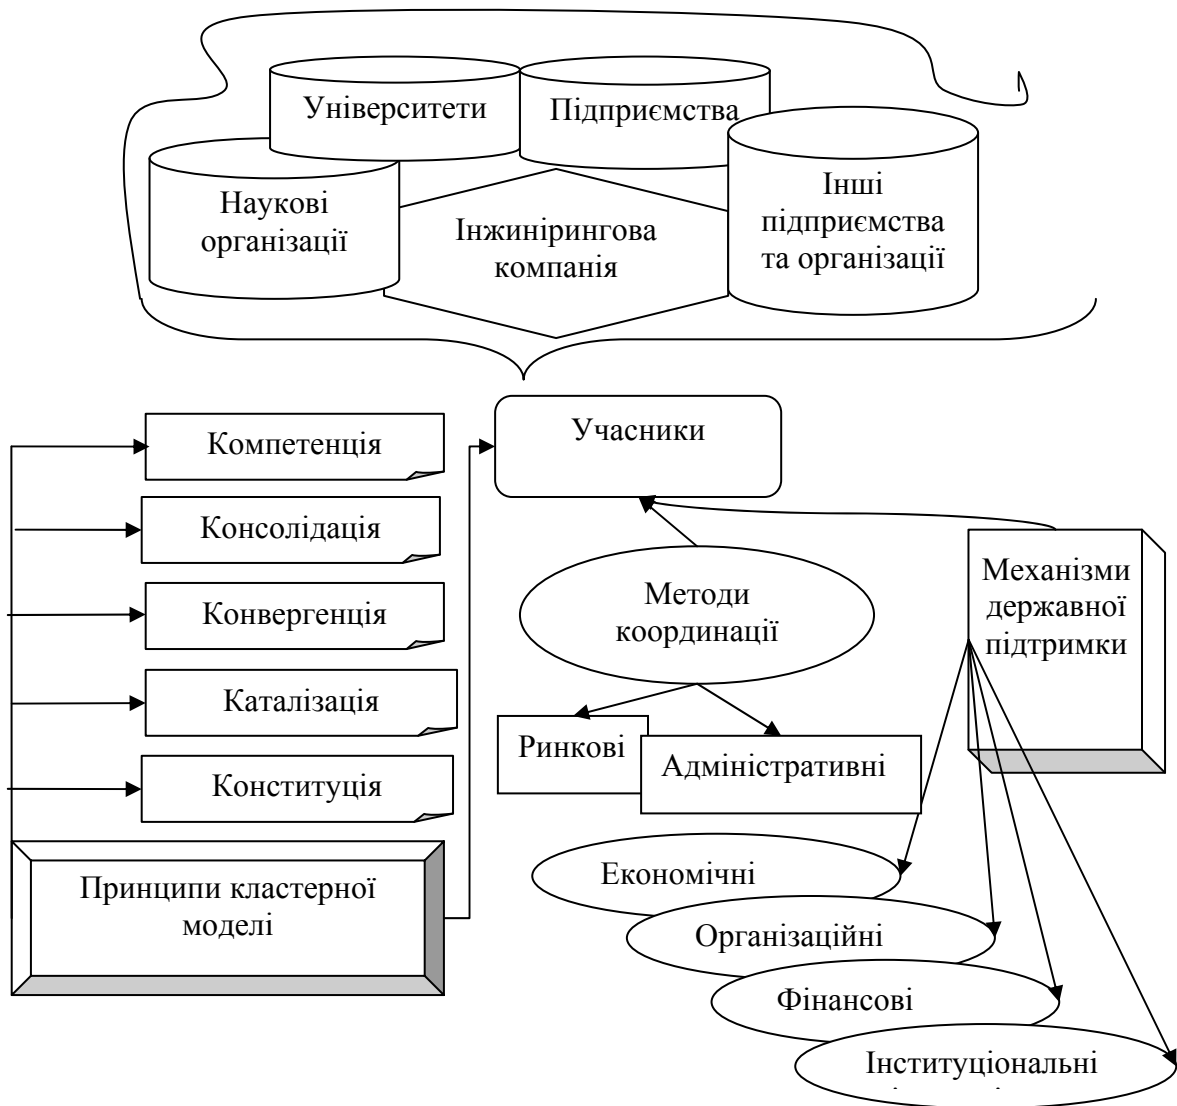 Університети
Підприємства
Наукові
організації
Інжинірингова
компанія
Інші
підприємства
та організації
Учасники
Компетенція
Консолідація
Конвергенція
Каталізація
Конституція
Принципи кластерної
моделі
Методи
координації
Ринкові
Адміністративні
Механізми
державної
підтримки
Економічні
Організаційні
Фінансові
Інституціональні